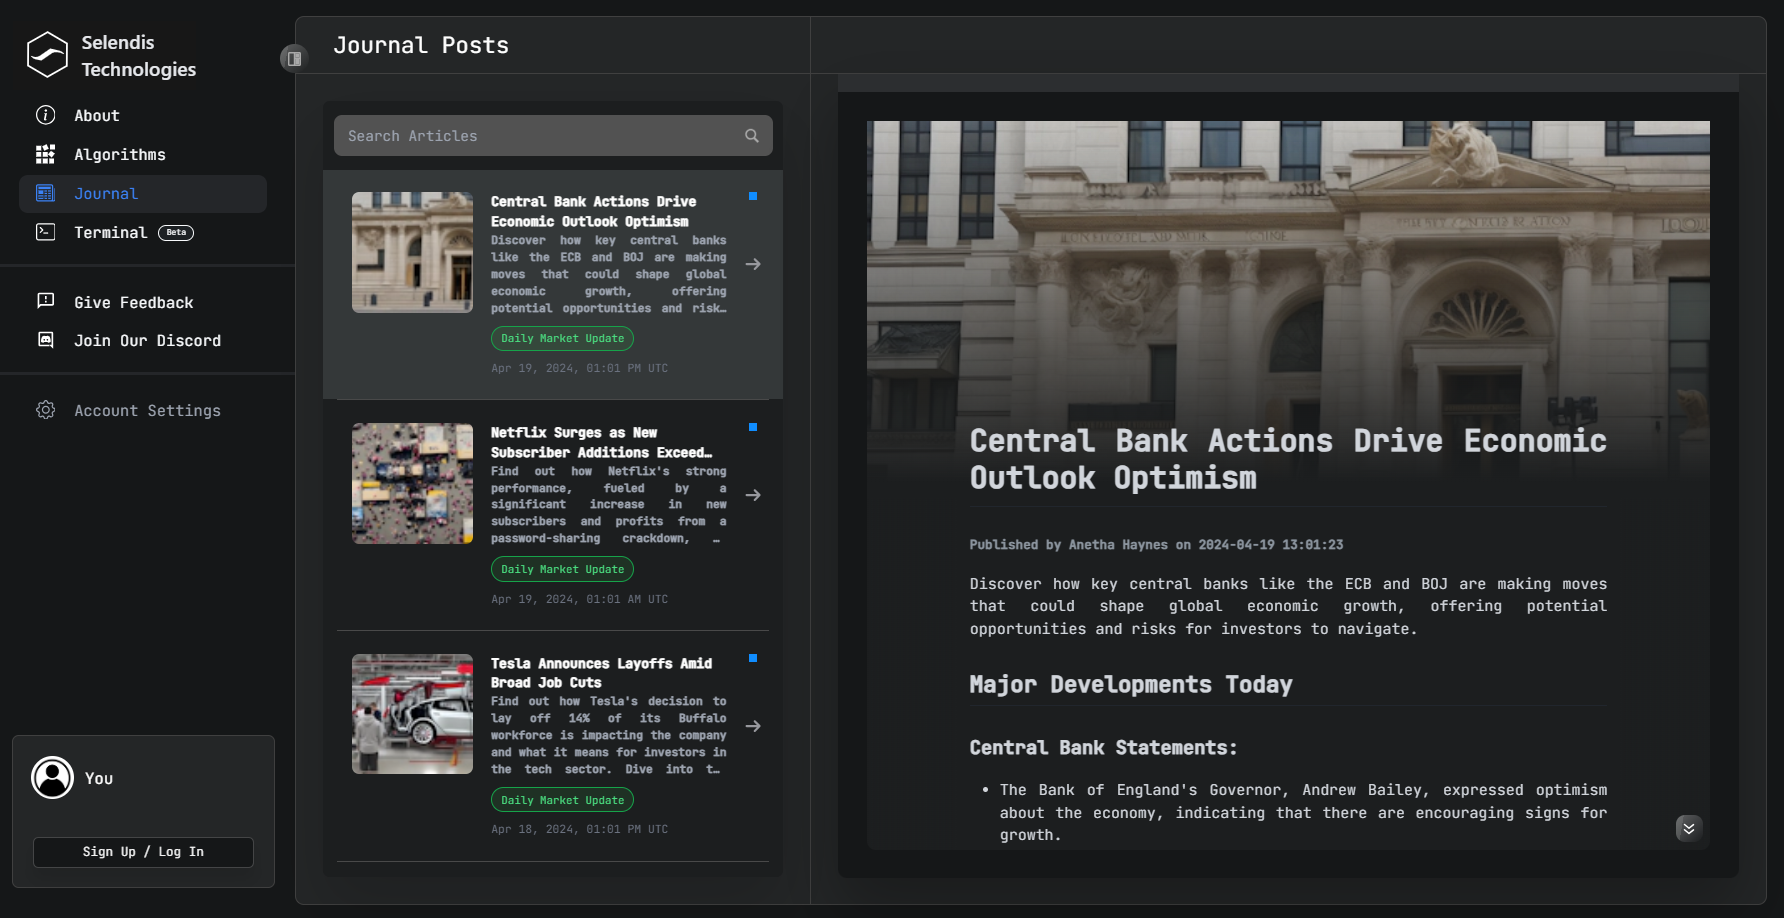 Selendis
Technologies
About
Algorithms
Journal
Terminal Beta
Give Feedback
Join Our Discord
Account Settings
You
Sign Up / Log In
Journal Posts
Search Articles
Central Bank Actions Drive
Economic Outlook Optimism
Discover how key central banks
like the ECB and BOJ are making
moves that could shape global
economic growth, offering
potential opportunities and risk…
Daily Market Update
Apr 19, 2024, 01:01 PM UTC
Netflix Surges as New
Subscriber Additions Exceed…
Find out how Netflix's strong
performance, fueled by a
significant increase in new
subscribers and profits from a
password-sharing crackdown, …
Daily Market Update
Apr 19, 2024, 01:01 AM UTC
Tesla Announces Layoffs Amid
Broad Job Cuts
Find out how Tesla's decision to
lay off 14% of its Buffalo
workforce is impacting the company
and what it means for investors in
the tech sector. Dive into t…
Daily Market Update
Apr 18, 2024, 01:01 PM UTC
Central Bank Actions Drive Economic
Outlook Optimism
Published by Anetha Haynes on 2024-04-19 13:01:23
Discover how key central banks like the ECB and BOJ are making moves
that could shape global economic growth, offering potential
opportunities and risks for investors to navigate.
Major Developments Today
Central Bank Statements:
• The Bank of England's Governor, Andrew Bailey, expressed optimism
about the economy, indicating that there are encouraging signs for
growth.